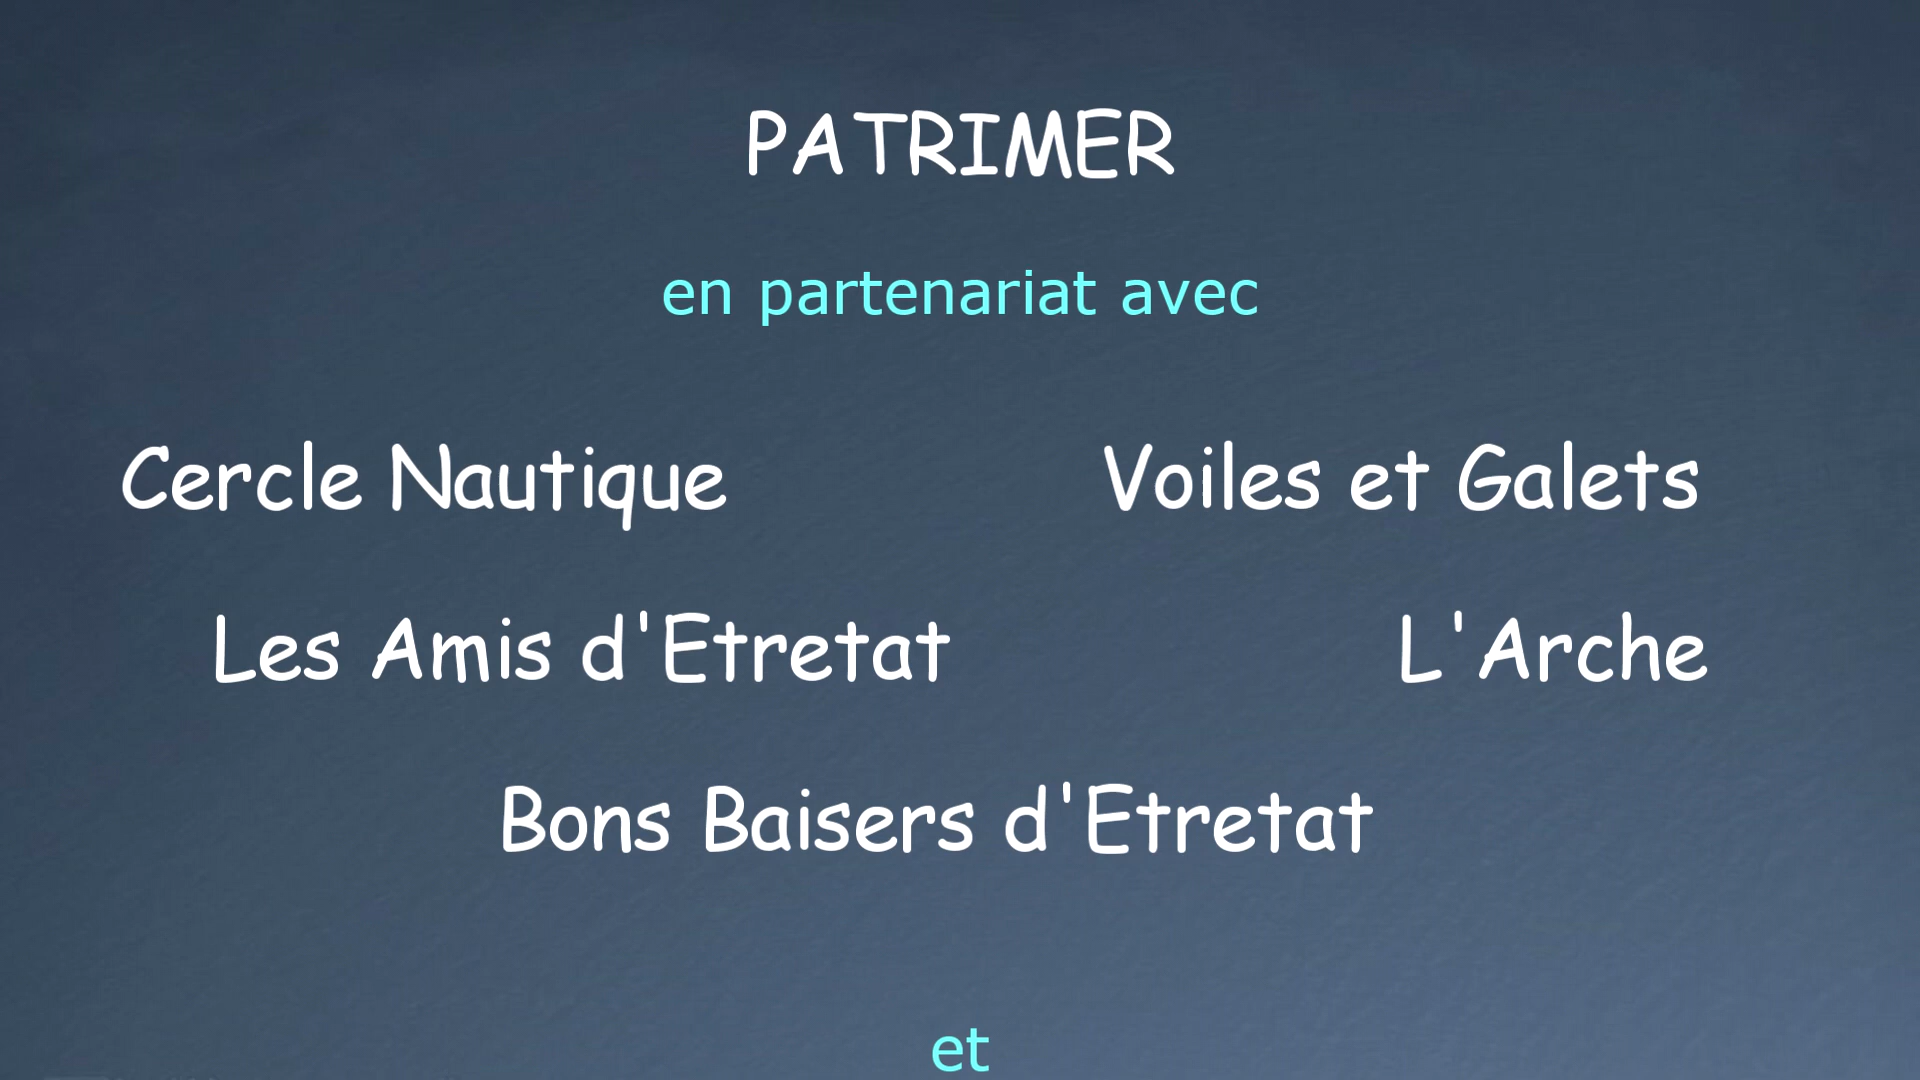 PATRIMER
en partenariat avec
Cercle Nautique Voiles et Galets
Les Amis d'Etretat L'Arche
Bons Baisers d'Etretat
et